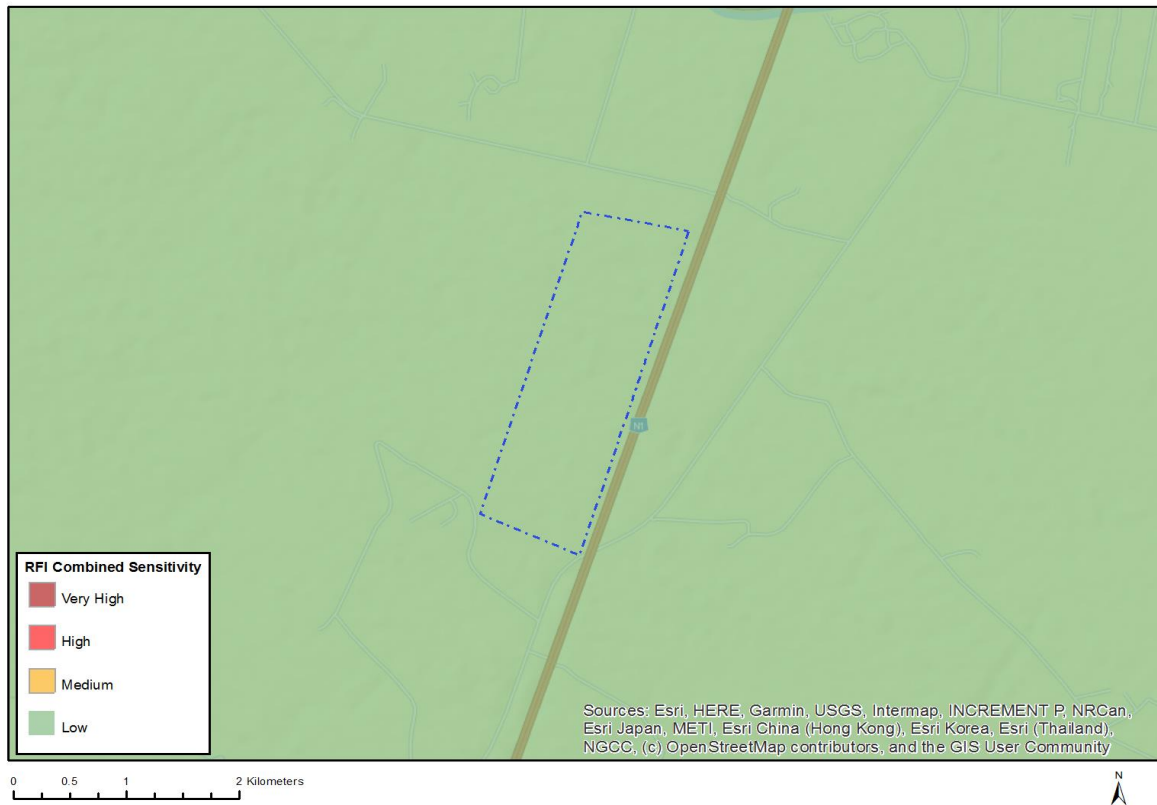 N1
RFI Combined Sensitivity
Very High
High
Medium
Low
Sources: Esri, HERE, Garmin, USGS, Intermap, INCREMENT P, NRCan,
Esri Japan, METI, Esri China (Hong Kong), Esri Korea, Esri (Thailand),
NGCC, (c) OpenStreetMap contributors, and the GIS User Community
0 0.5 1 2 Kilometers
N